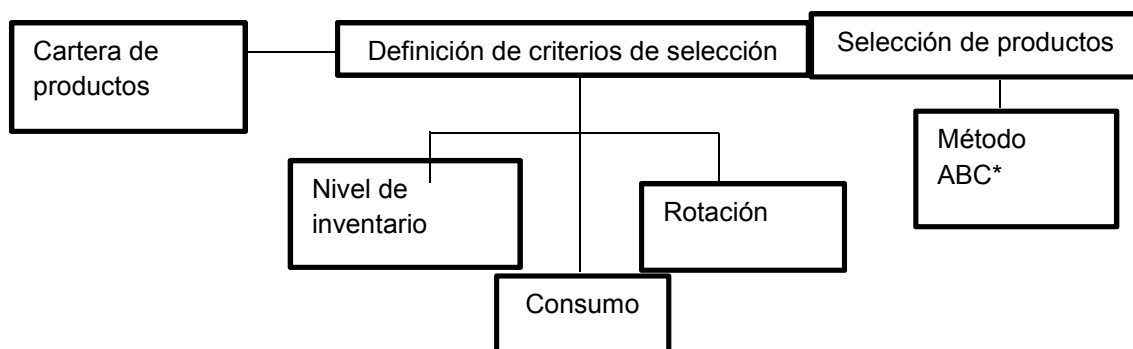 Cartera de
productos
Definición de criterios de selección
Selección de productos
Nivel de
inventario
Consumo
Rotación
Método
ABC*